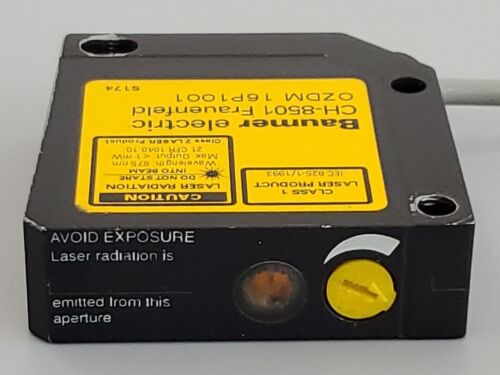 Baumer electric
CH-8501 Frauenfeld
OZDM 16P1001
S174
CLASS 1
LASER PRODUCT
IEC 825-1/1993
CAUTION
LASER RADIATION
DO NOT STARE
INTO BEAM
Wavelength 675 nm
Max Output < 1 mW
21 CFR 1040.10
Class 2 LASER Product
AVOID EXPOSURE
Laser radiation is
emitted from this
aperture